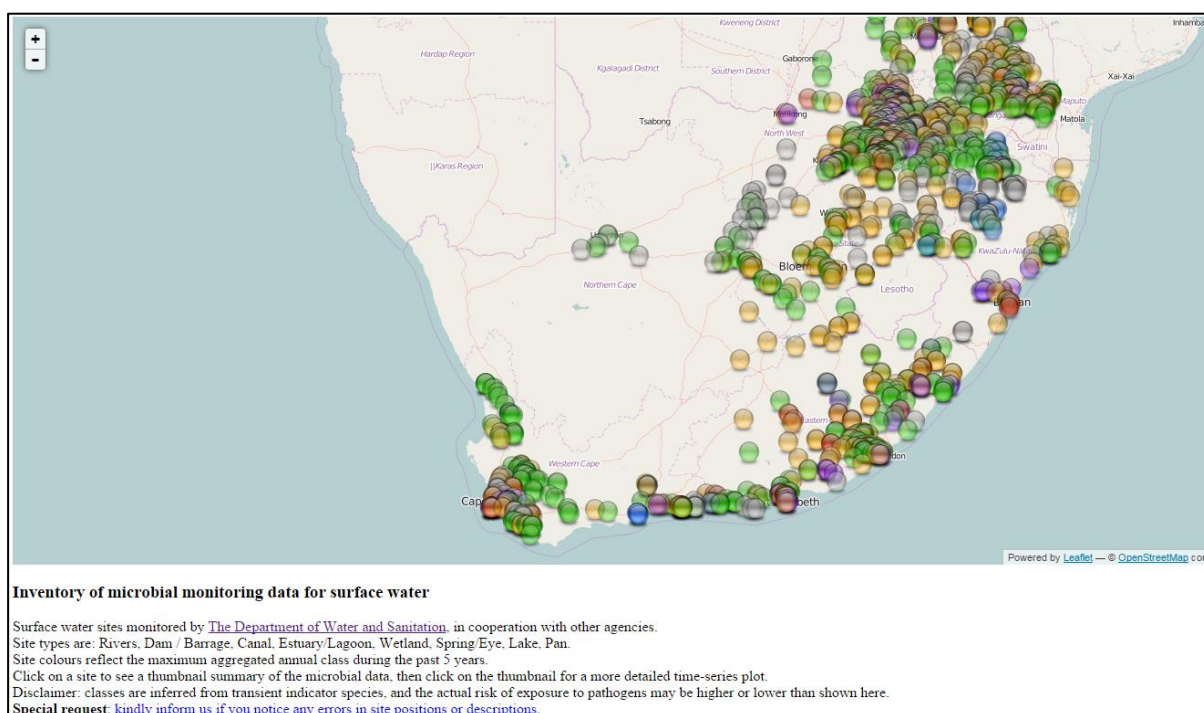 +
-
Kweneng District
Inhamba
Hardap Region
Gaborone
Kgalagadi District
Southern District
Xai-Xai
Maputo
Tsabong
Matola
North West
Swatini
||Karas Region
KwaZulu-Nata
Northern Cape
Lesotho
Eastern
Western Cape
Powered by Leaflet — © OpenStreetMap con
Inventory of microbial monitoring data for surface water
Surface water sites monitored by The Department of Water and Sanitation, in cooperation with other agencies.
Site types are: Rivers, Dam / Barrage, Canal, Estuary/Lagoon, Wetland, Spring/Eye, Lake, Pan.
Site colours reflect the maximum aggregated annual class during the past 5 years.
Click on a site to see a thumbnail summary of the microbial data, then click on the thumbnail for a more detailed time-series plot.
Disclaimer: classes are inferred from transient indicator species, and the actual risk of exposure to pathogens may be higher or lower than shown here.
Special request: kindly inform us if you notice any errors in site positions or descriptions.